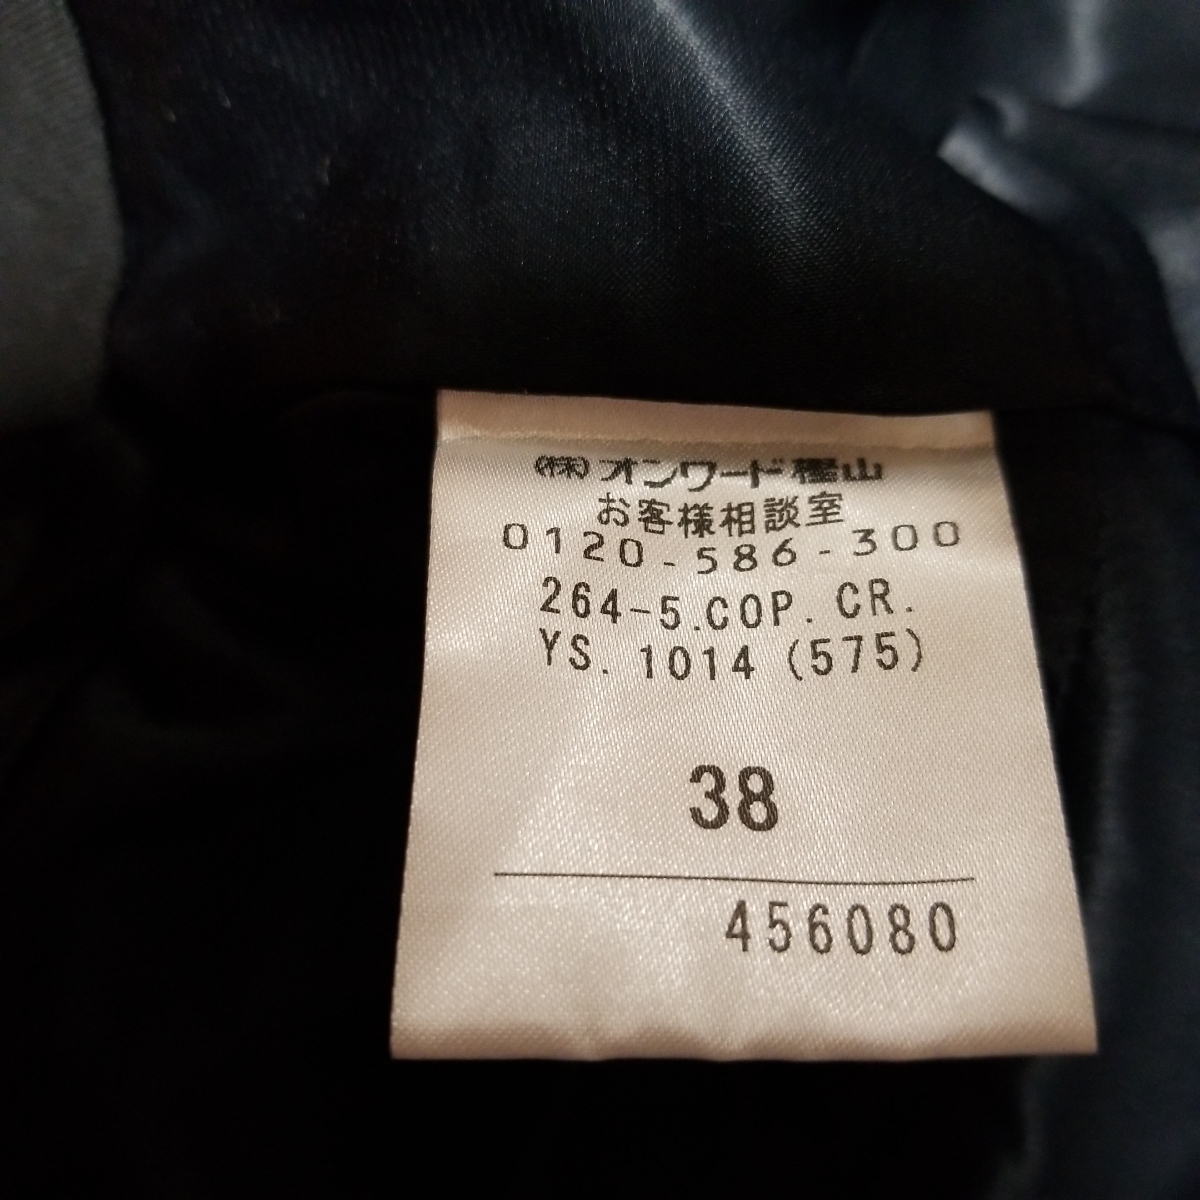 (株)オンワード樫山
お客様相談室
0120-586-300
264-5.COP. CR.
YS. 1014 (575)
38
456080